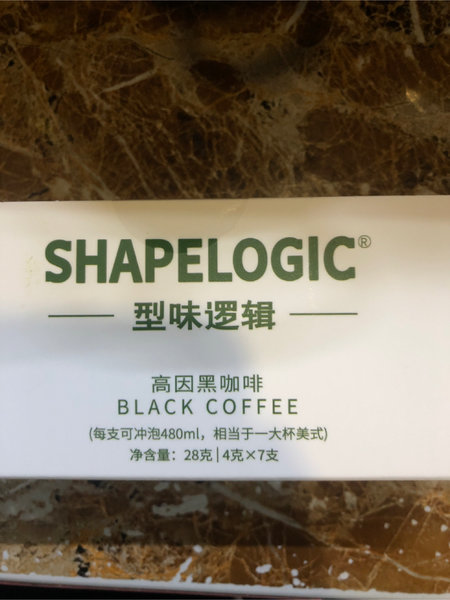 SHAPELOGIC®
型味逻辑
高因黑咖啡
BLACK COFFEE
(每支可冲泡480ml，相当于一大杯美式)
净含量：28克|4克×7支